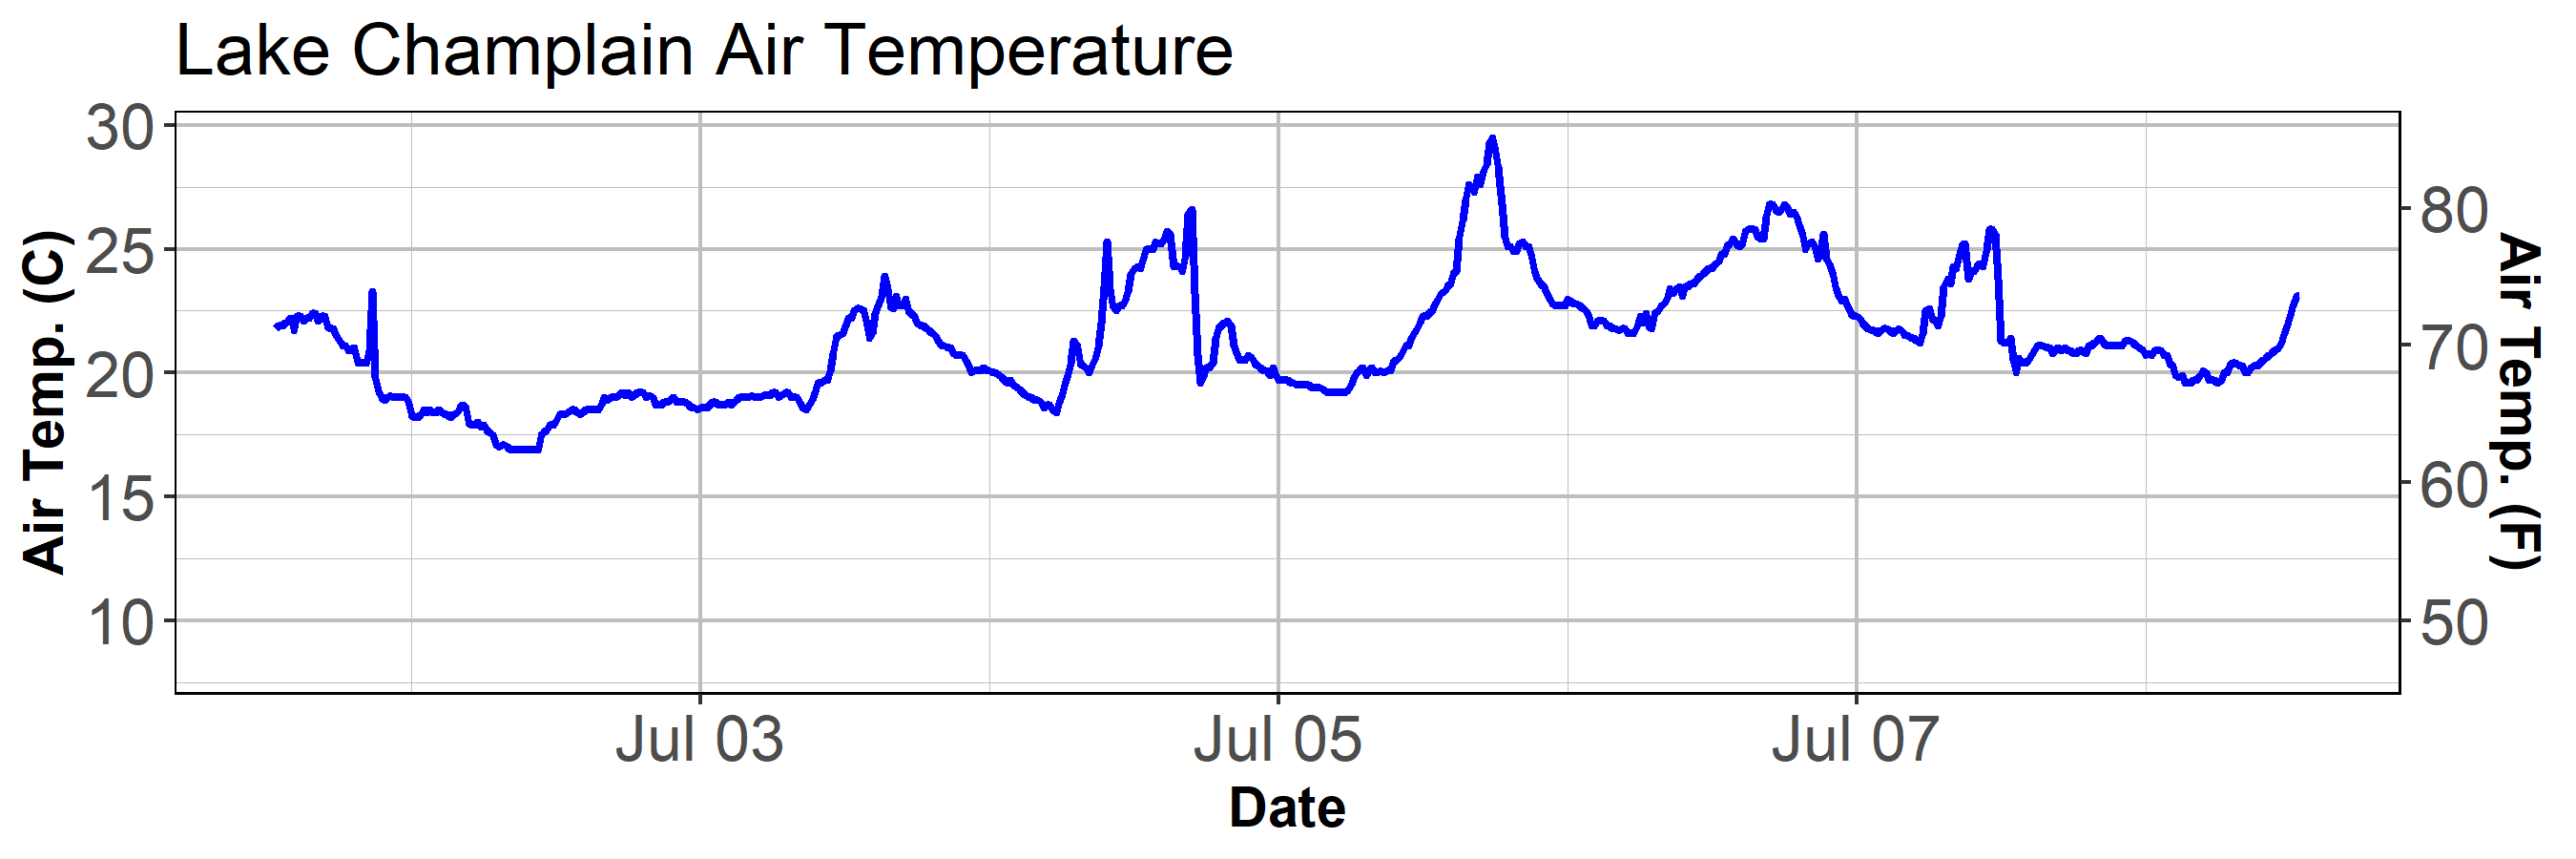 Lake Champlain Air Temperature
30
25
20
15
10
Air Temp. (C)
80
70
60
50
Air Temp. (F)
Jul 03 Jul 05 Jul 07
Date